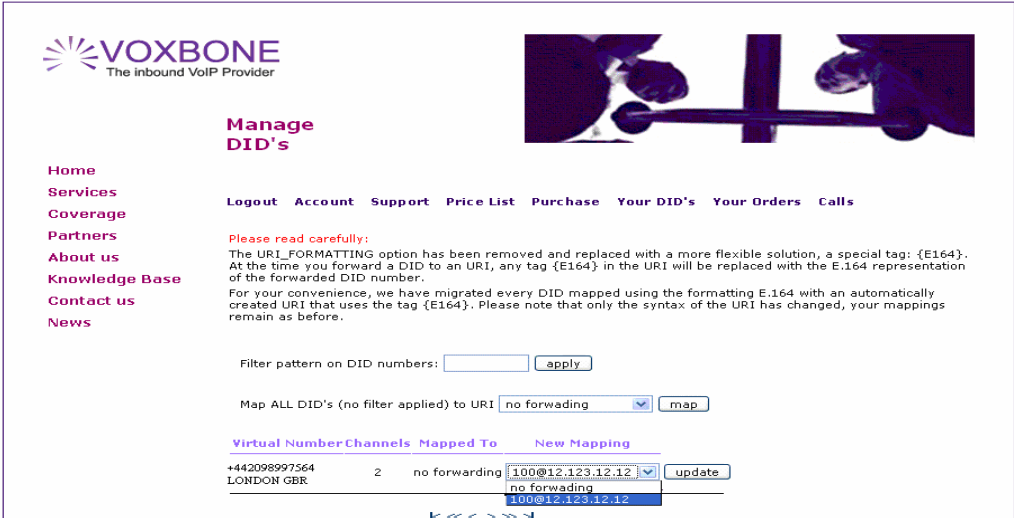 VOXBONE
The inbound VoIP Provider
Manage
DID's
Home
Services
Coverage
Partners
About us
Knowledge Base
Contact us
News
Logout Account Support Price List Purchase Your DID's Your Orders Calls
Please read carefully:
The URI_FORMATTING option has been removed and replaced with a more flexible solution, a special tag: {E164}.
At the time you forward a DID to an URI, any tag {E164} in the URI will be replaced with the E.164 representation
of the forwarded DID number.
For your convenience, we have migrated every DID mapped using the formatting E.164 with an automatically
created URI that uses the tag {E164}. Please note that only the syntax of the URI has changed, your mappings
remain as before.
Filter pattern on DID numbers: apply
Map ALL DID's (no filter applied) to URI no forwading map
Virtual Number Channels Mapped To New Mapping
+442098997564 2 no forwarding 100@12.123.12.12 update
LONDON GBR
no forwading
100@12.123.12.12
|< << < > >> >|